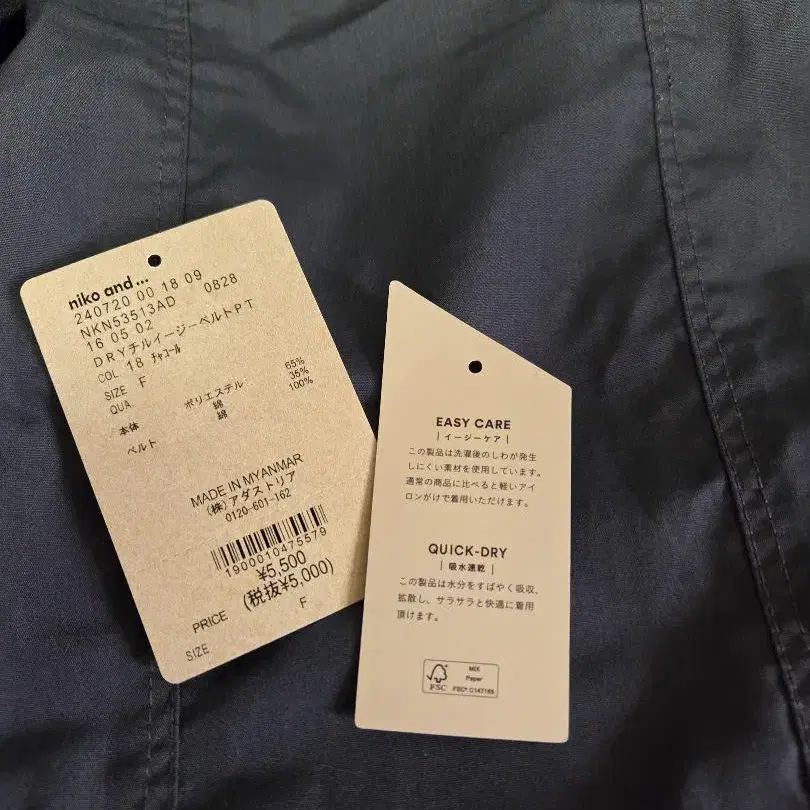 niko and...
240720 00 18 09
NKN53513AD 0828
16 05 02
DRYチルイージーベルトPT
COL 18 ﾁｬｺｰﾙ
SIZE F
QUA.
本体 ポリエステル 65%
綿 35%
ベルト 綿 100%
MADE IN MYANMAR
(株)アダストリア
0120-601-162
1900010475579
¥5,500
(税抜¥5,000)
PRICE
SIZE F
EASY CARE
| イージーケア |
この製品は洗濯後のしわが発生
しにくい素材を使用しています。
通常の商品に比べると軽いアイ
ロンがけで着用いただけます。
QUICK-DRY
| 吸水速乾 |
この製品は水分をすばやく吸収、
拡散し、サラサラと快適に着用
頂けます。
FSC
MIX
Paper
FSC® C147165